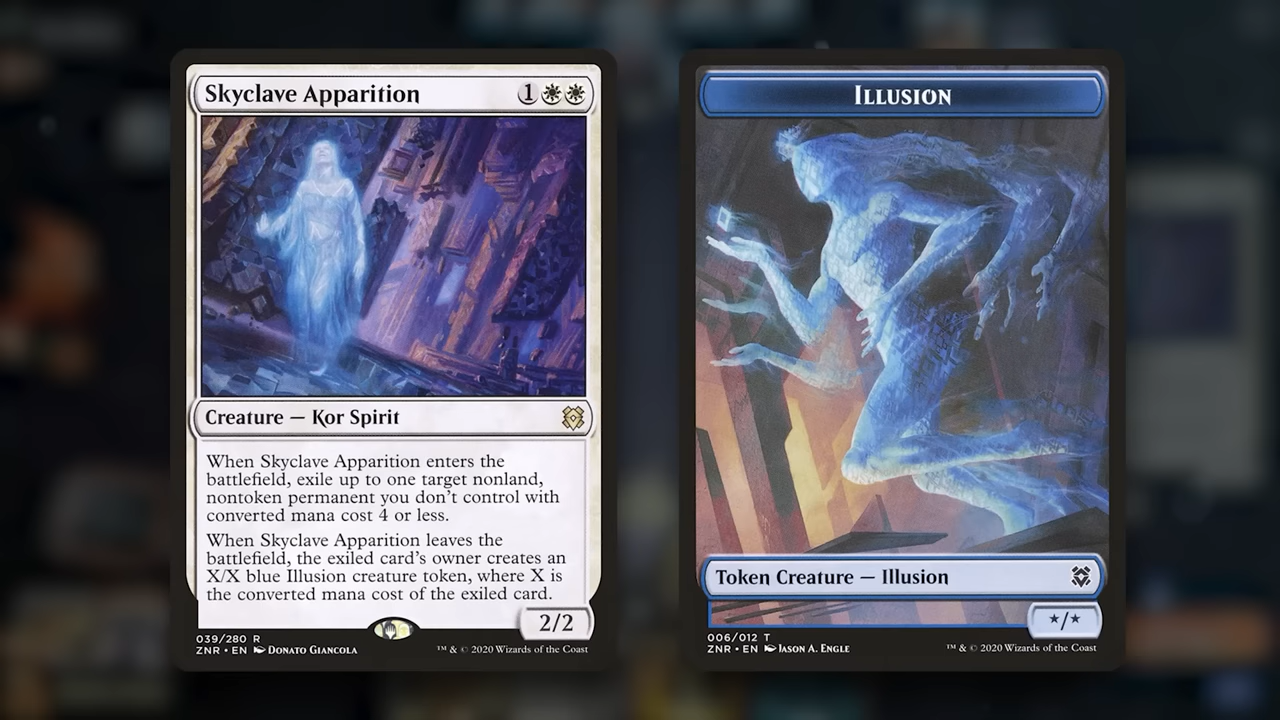 Skyclave Apparition 1
Creature — Kor Spirit
When Skyclave Apparition enters the
battlefield, exile up to one target nonland,
nontoken permanent you don't control with
converted mana cost 4 or less.
When Skyclave Apparition leaves the
battlefield, the exiled card's owner creates an
X/X blue Illusion creature token, where X is
the converted mana cost of the exiled card.
2/2
039/280 R
ZNR • EN Donato Giancola
™ & © 2020 Wizards of the Coast
Illusion
Token Creature — Illusion
*/*
006/012 T
ZNR • EN Jason A. Engle
™ & © 2020 Wizards of the Coast